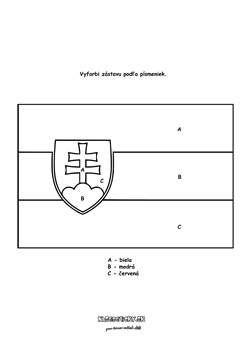 Vyfarbi zástavu podľa písmeniek.
A
A
C
B
B
C
A - biela
B - modrá
C - červená